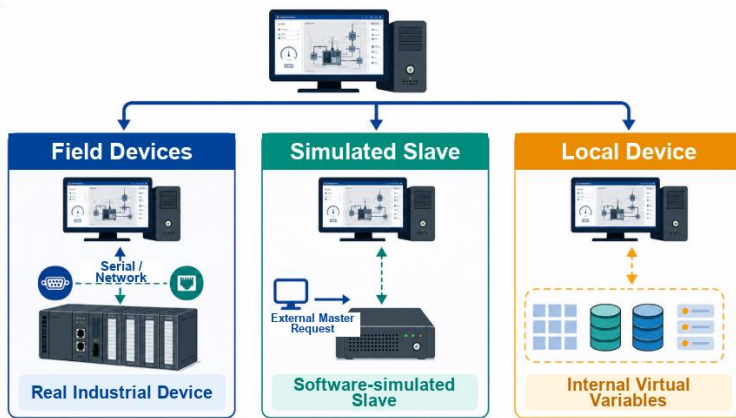 Field Devices
Serial /
Network
Real Industrial Device
Simulated Slave
External Master
Request
Software-simulated
Slave
Local Device
Internal Virtual
Variables